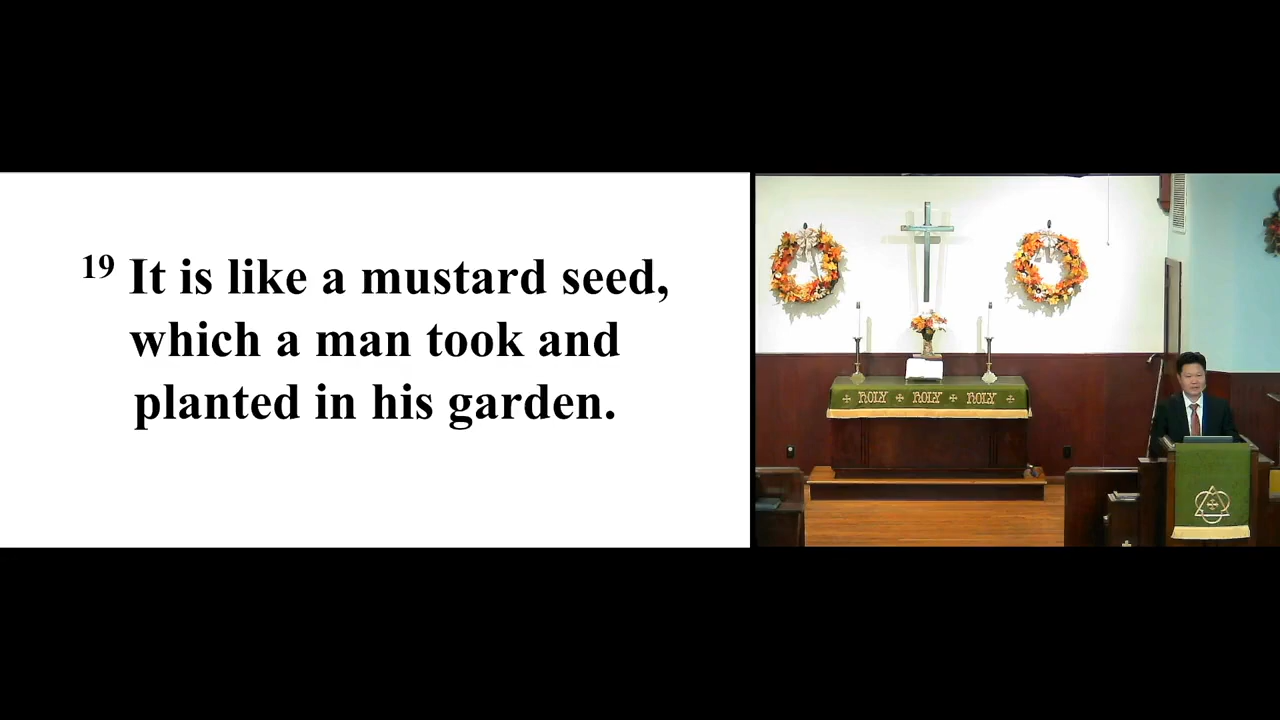 19 It is like a mustard seed,
which a man took and
planted in his garden.
HOLY HOLY HOLY